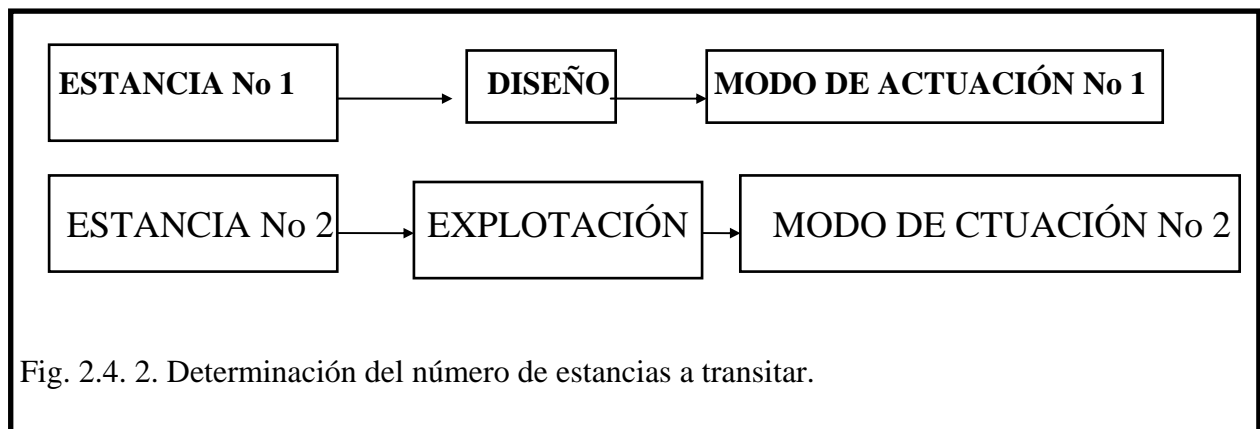 ESTANCIA No 1 DISEÑO MODO DE ACTUACIÓN No 1
ESTANCIA No 2 EXPLOTACIÓN MODO DE CTUACIÓN No 2
Fig. 2.4. 2. Determinación del número de estancias a transitar.